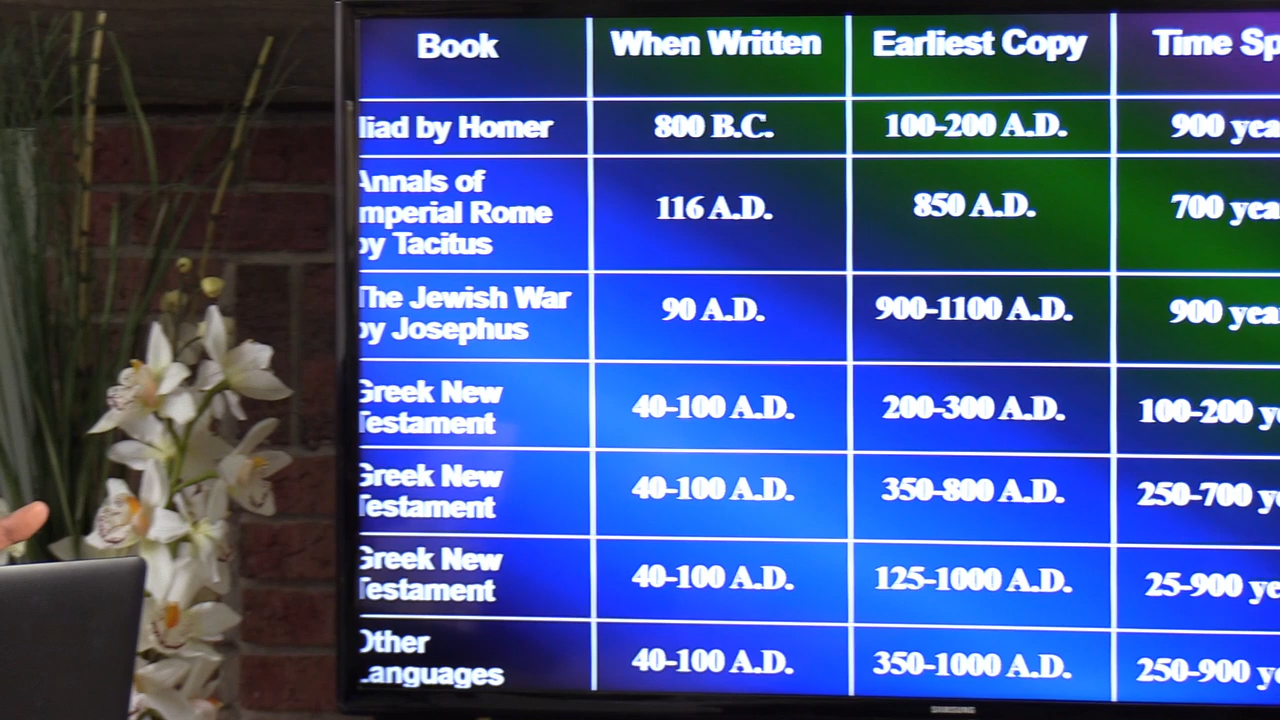 Book When Written Earliest Copy Time Sp
liad by Homer 800 B.C. 100-200 A.D. 900 yea
Annals of
mperial Rome 116 A.D. 850 A.D. 700 yea
by Tacitus
The Jewish War 90 A.D. 900-1100 A.D. 900 yea
by Josephus
Greek New 40-100 A.D. 200-300 A.D. 100-200 y
Testament
Greek New 40-100 A.D. 350-800 A.D. 250-700 ye
Testament
Greek New 40-100 A.D. 125-1000 A.D. 25-900 ye
Testament
Other 40-100 A.D. 350-1000 A.D. 250-900 y
Languages